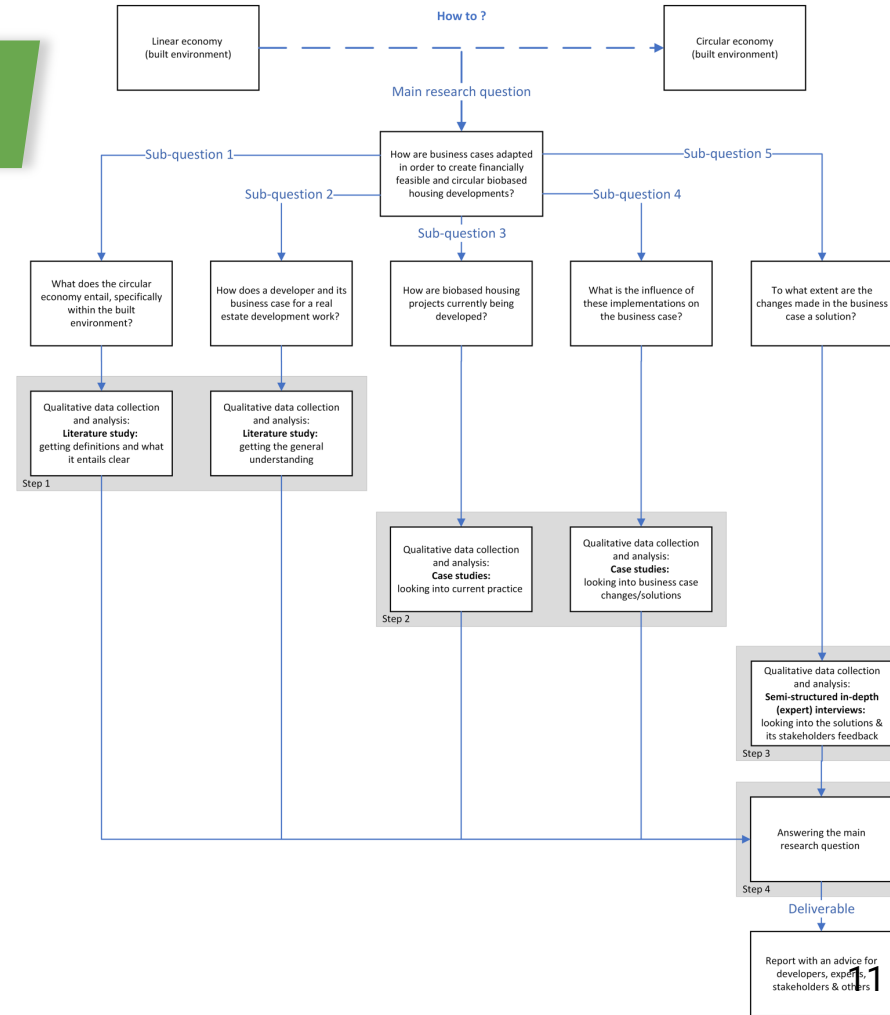 How to ?
Linear economy
(built environment)
Circular economy
(built environment)
Main research question
How are business cases adapted
in order to create financially
feasible and circular biobased
housing developments?
Sub-question 1
Sub-question 2
Sub-question 3
Sub-question 4
Sub-question 5
What does the circular
economy entail, specifically
within the built
environment?
How does a developer and its
business case for a real
estate development work?
How are biobased housing
projects currently being
developed?
What is the influence of
these implementations on
the business case?
To what extent are the
changes made in the business
case a solution?
Qualitative data collection
and analysis:
Literature study:
getting definitions and what
it entails clear
Qualitative data collection
and analysis:
Literature study:
getting the general
understanding
Step 1
Qualitative data collection
and analysis:
Case studies:
looking into current practice
Qualitative data collection
and analysis:
Case studies:
looking into business case
changes/solutions
Step 2
Qualitative data collection
and analysis:
Semi-structured in-depth
(expert) interviews:
looking into the solutions &
its stakeholders feedback
Step 3
Answering the main
research question
Step 4
Deliverable
Report with an advice for
developers, experts,
stakeholders & others
11